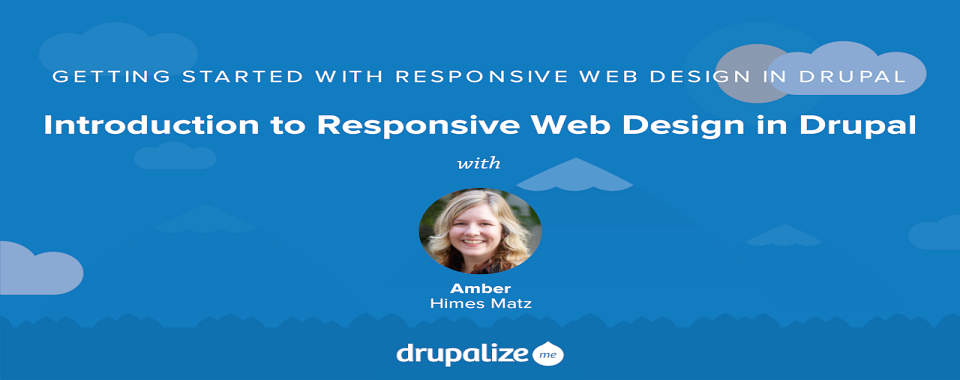 GETTING STARTED WITH RESPONSIVE WEB DESIGN IN DRUPAL
Introduction to Responsive Web Design in Drupal
with
Amber
Himes Matz
drupalize me